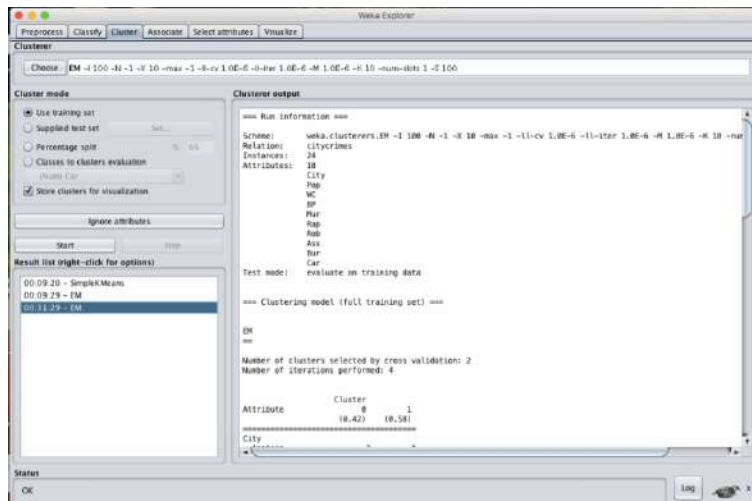 Weka Explorer
Preprocess Classify Cluster Associate Select attributes Visualize
Clusterer
Choose EM -I 100 -N -1 -X 10 -max -1 -ll-cv 1.0E-6 -ll-iter 1.0E-6 -M 1.0E-6 -K 10 -num-slots 1 -S 100
Cluster mode
Use training set
Supplied test set Set...
Percentage split % 66
Classes to clusters evaluation
(Num) Car
Store clusters for visualization
Ignore attributes
Start Stop
Result list (right-click for options)
00:09:20 - SimpleKMeans
00:09:29 - EM
00:11:29 - EM
Clusterer output
=== Run information ===
Scheme: weka.clusterers.EM -I 100 -N -1 -X 10 -max -1 -ll-cv 1.0E-6 -ll-iter 1.0E-6 -M 1.0E-6 -K 10 -num
Relation: citycrimes
Instances: 24
Attributes: 10
City
Pop
WC
BP
Mur
Rap
Rob
Ass
Bur
Car
Test mode: evaluate on training data
=== Clustering model (full training set) ===
EM
==
Number of clusters selected by cross validation: 2
Number of iterations performed: 4
Cluster
Attribute 0 1
(0.42) (0.58)
==================================
City
Status
OK
Log
x